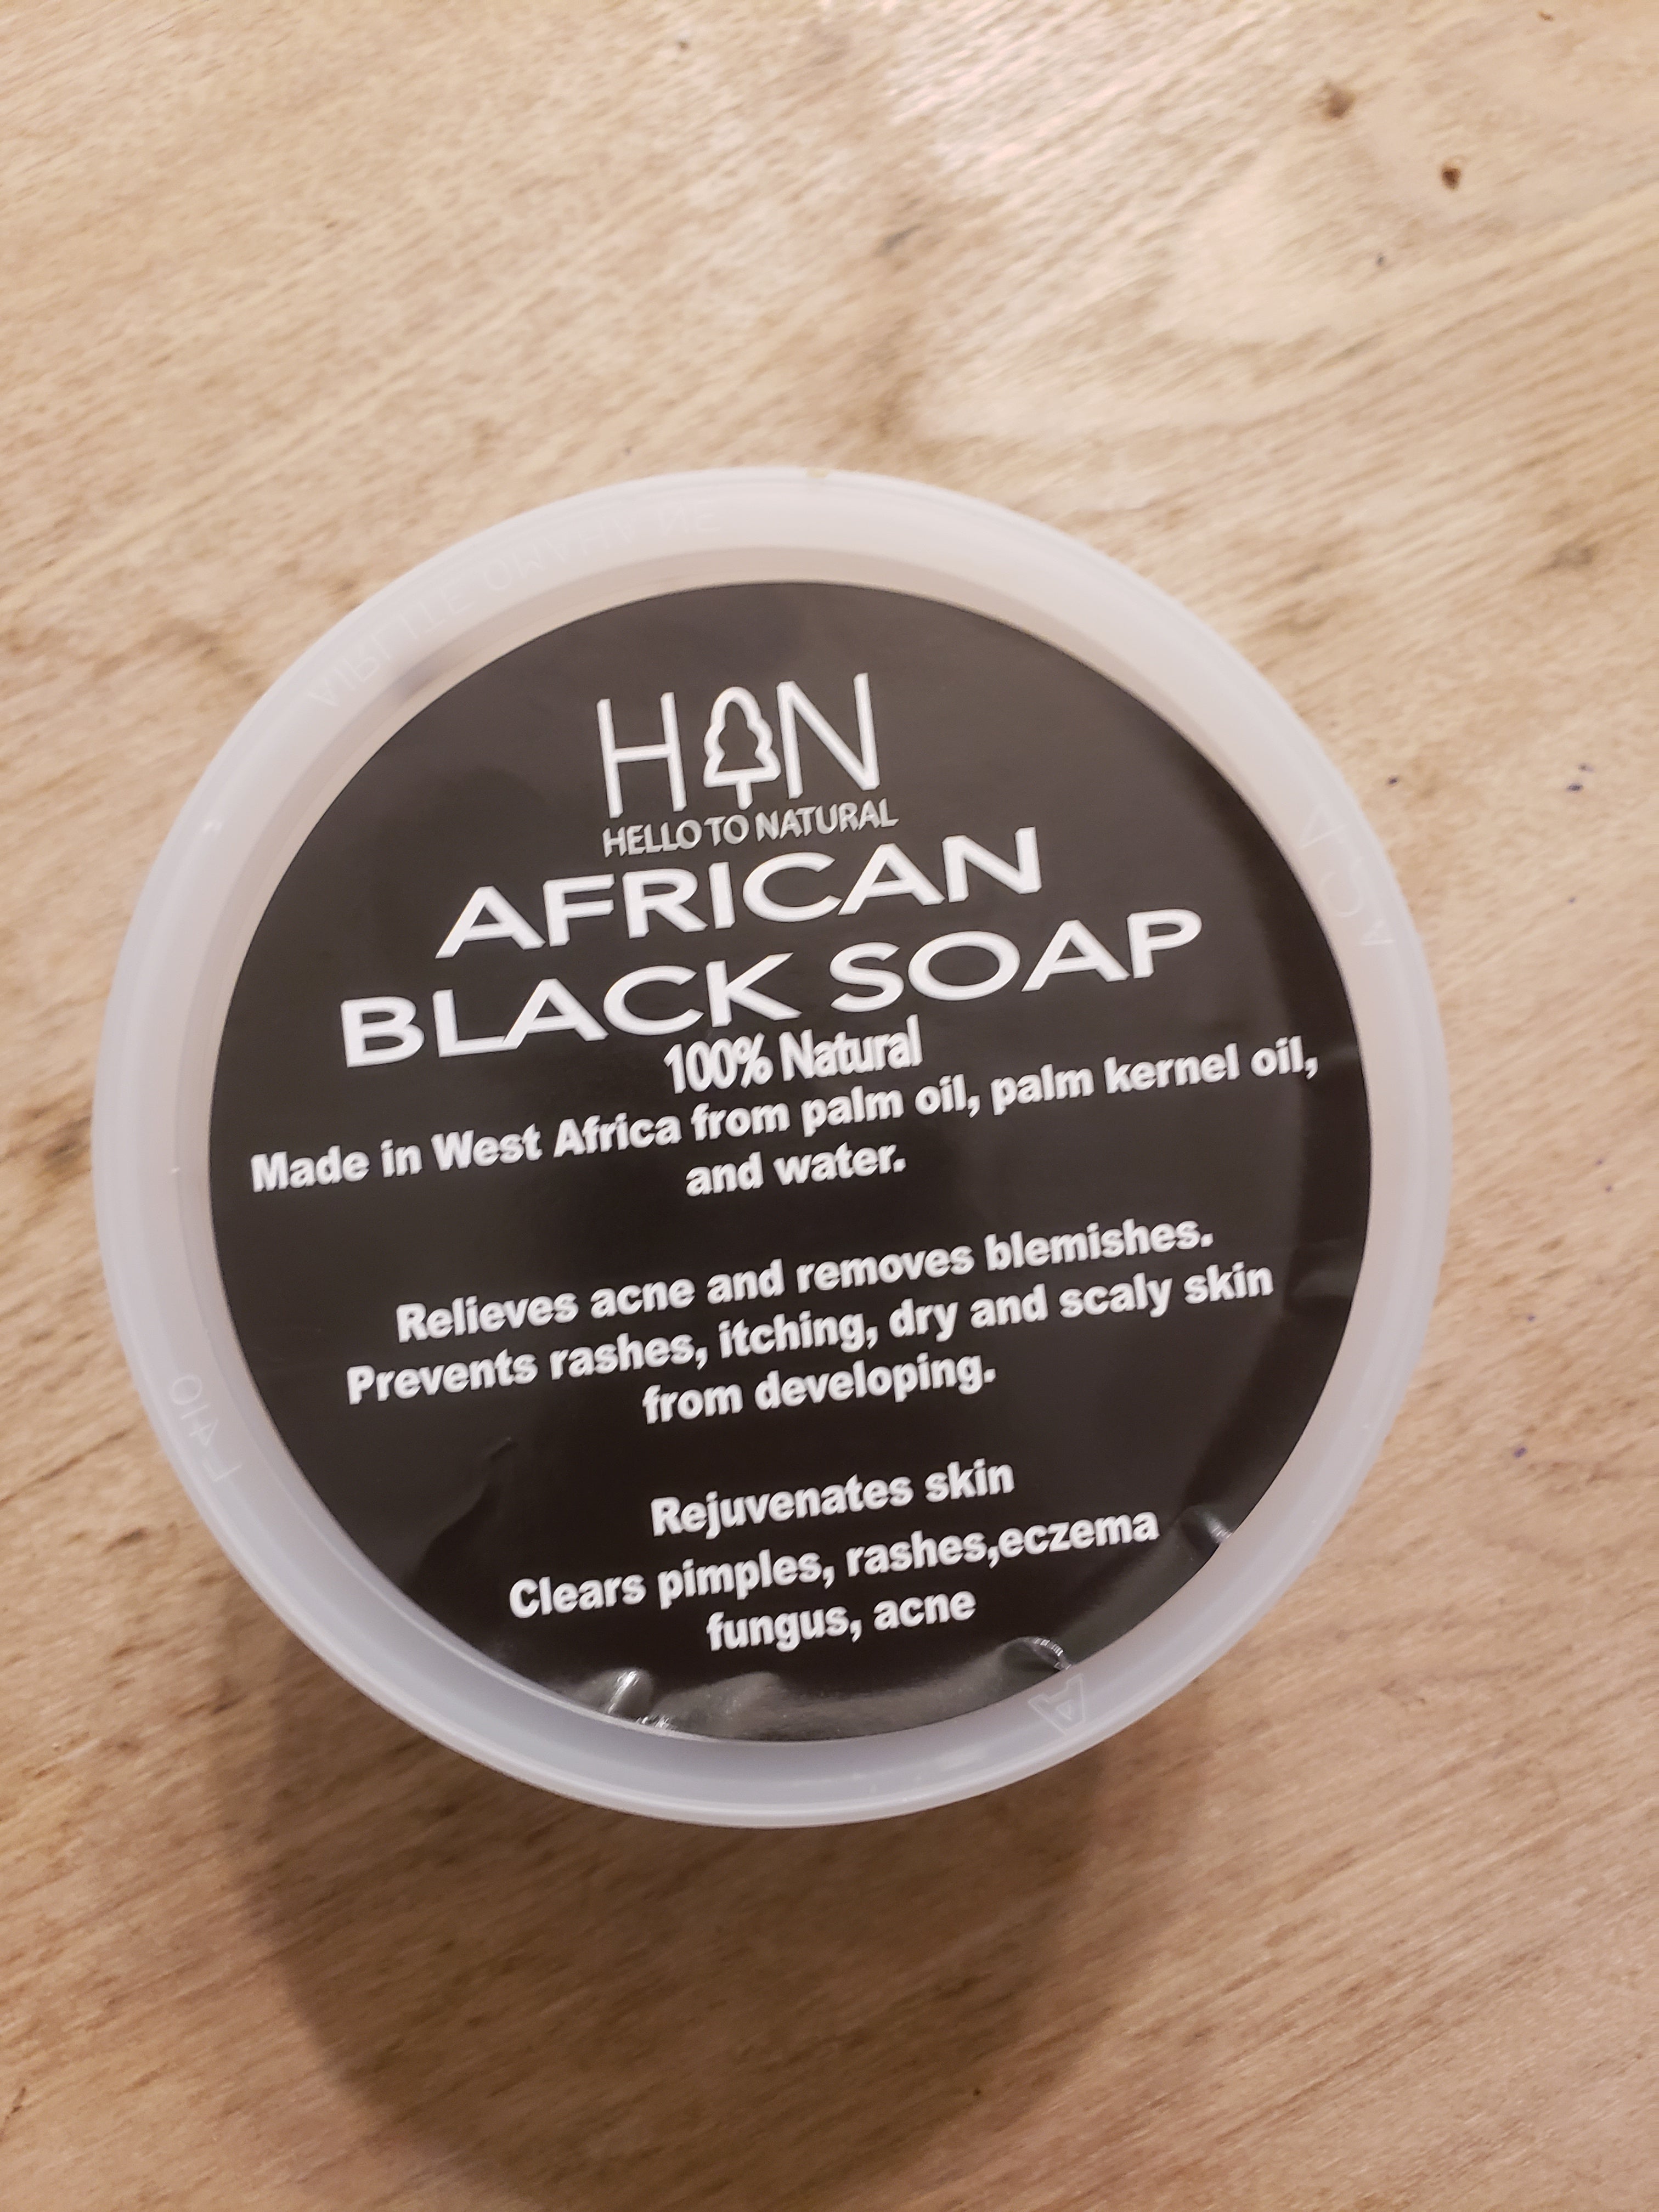 HN
HELLO TO NATURAL
AFRICAN
BLACK SOAP
100% Natural
Made in West Africa from palm oil, palm kernel oil,
and water.
Relieves acne and removes blemishes.
Prevents rashes, itching, dry and scaly skin
from developing.
Rejuvenates skin
Clears pimples, rashes,eczema
fungus, acne